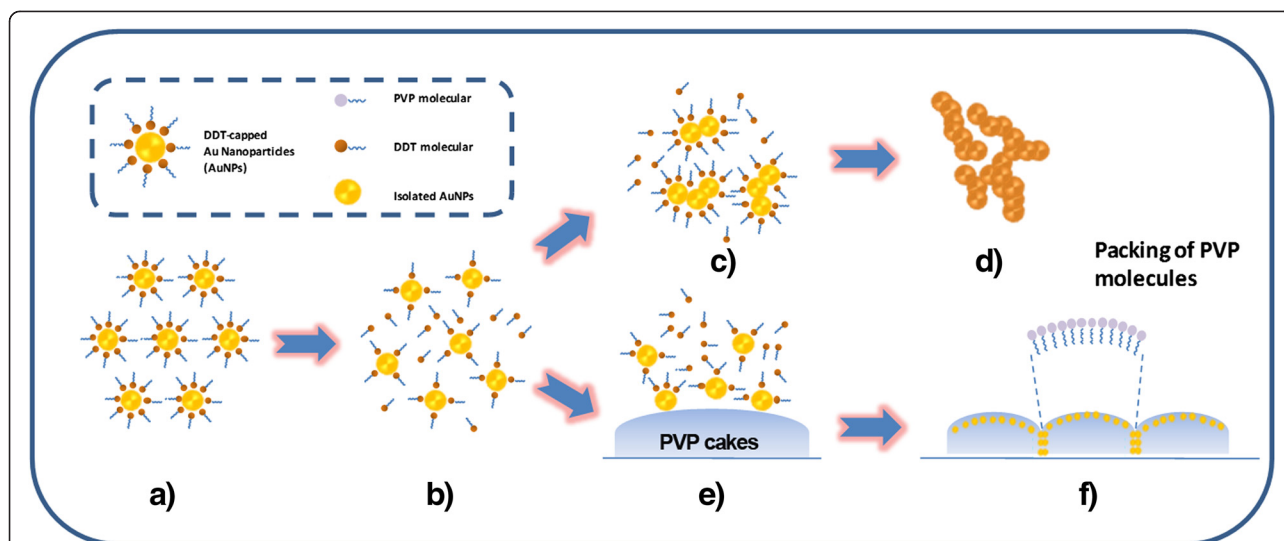 PVP molecular
DDT-capped
Au Nanoparticles
(AuNPs)
DDT molecular
Isolated AuNPs
c)
d)
Packing of PVP
molecules
PVP cakes
a)
b)
e)
f)